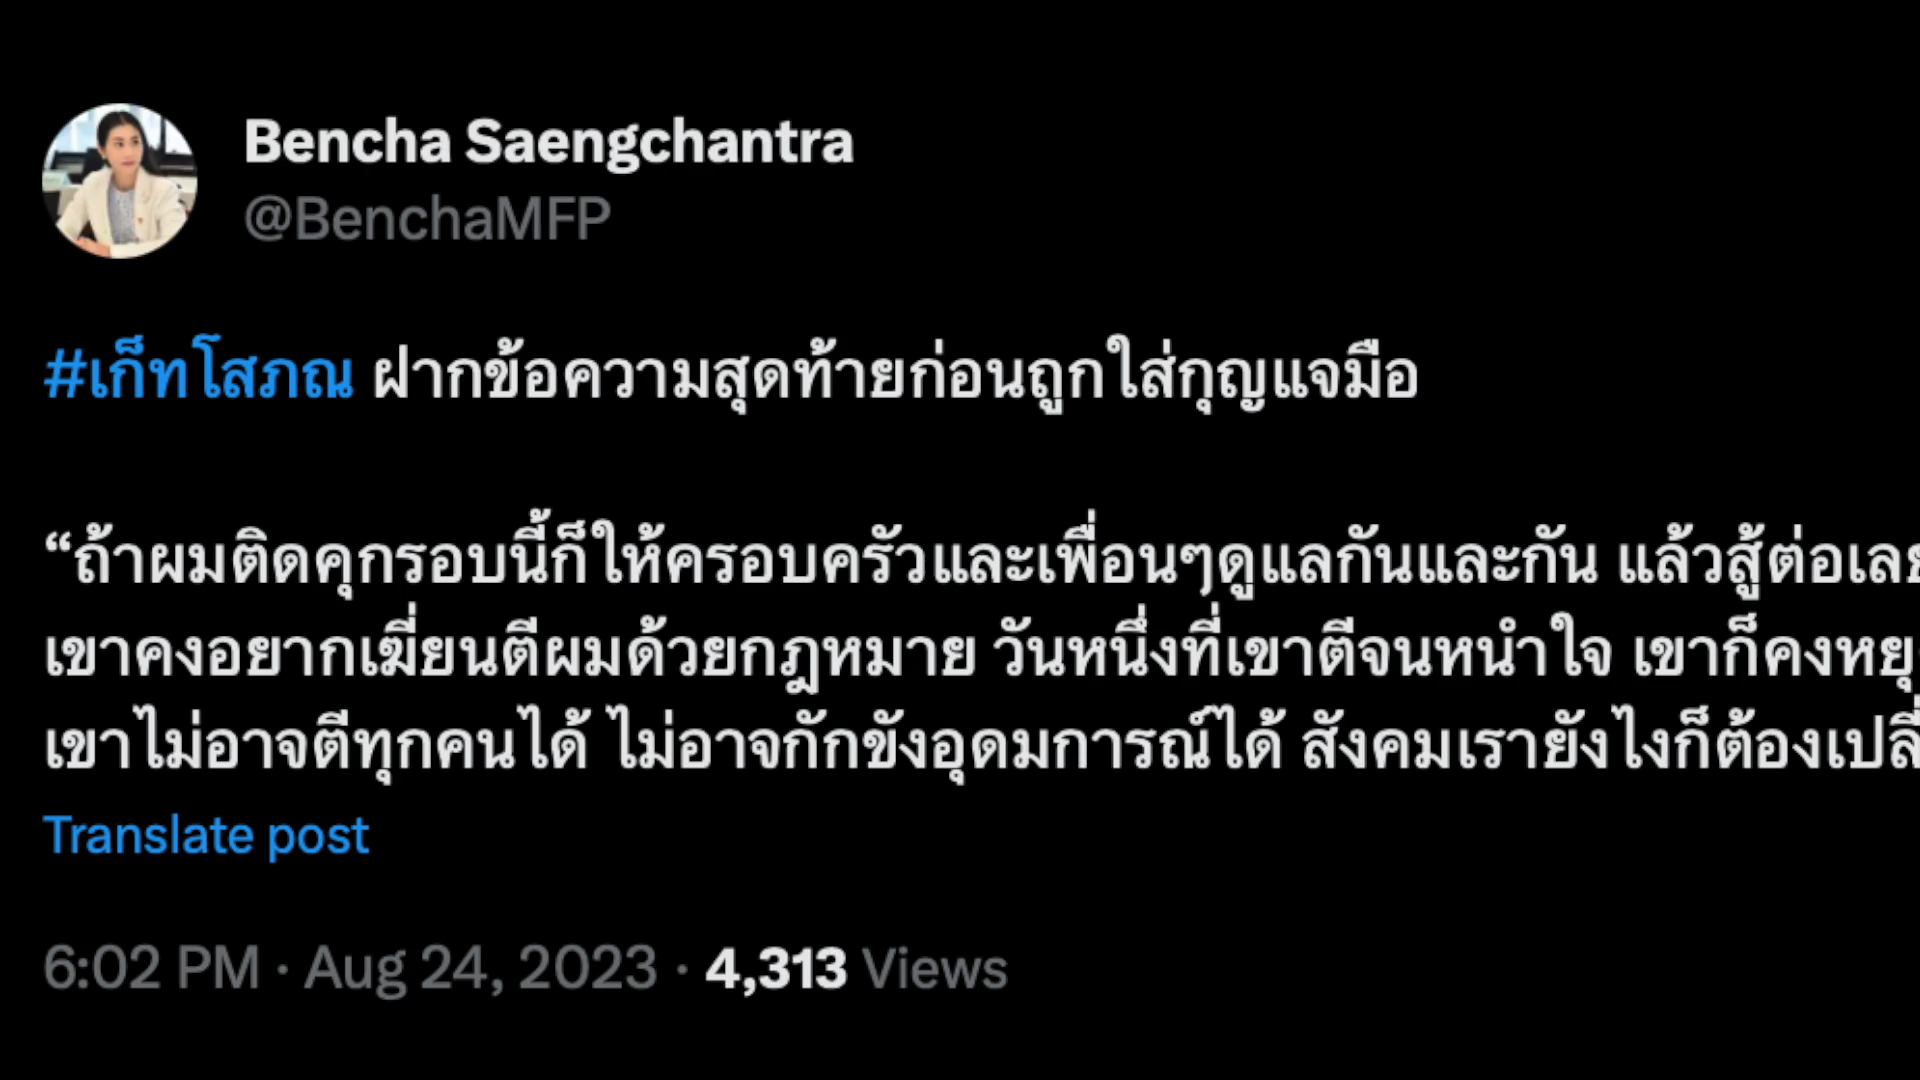 Bencha Saengchantra
@BenchaMFP
#เก็ทโสภณ ฝากข้อความสุดท้ายก่อนถูกใส่กุญแจมือ
“ถ้าผมติดคุกรอบนี้ก็ให้ครอบครัวและเพื่อนๆดูแลกันและกัน แล้วสู้ต่อ
เขาคงอยากเฆี่ยนตีผมด้วยกฎหมาย วันหนึ่งที่เขาตีจนหนำใจ เขาก็คง
เขาไม่อาจตีทุกคนได้ ไม่อาจกักขังอุดมการณ์ได้ สังคมเรายังไงก็ต้อง
Translate post
6:02 PM · Aug 24, 2023 · 4,313 Views